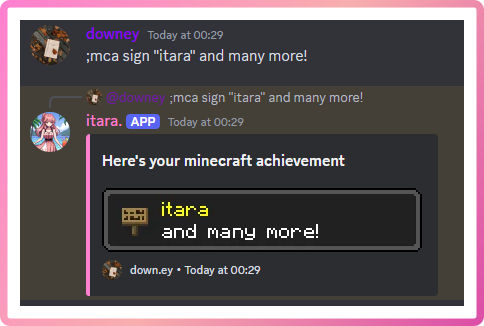 downey Today at 00:29
;mca sign "itara" and many more!
@downey ;mca sign "itara" and many more!
itara. APP Today at 00:29
Here's your minecraft achievement
itara
and many more!
down.ey • Today at 00:29